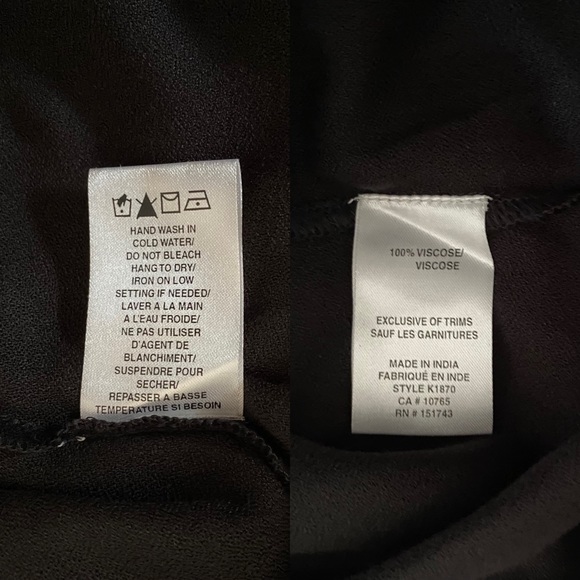 HAND WASH IN
COLD WATER/
DO NOT BLEACH
HANG TO DRY/
IRON ON LOW
SETTING IF NEEDED/
LAVER A LA MAIN
A L'EAU FROIDE/
NE PAS UTILISER
D'AGENT DE
BLANCHIMENT/
SUSPENDRE POUR
SECHER/
REPASSER A BASSE
TEMPERATURE SI BESOIN
100% VISCOSE/
VISCOSE
EXCLUSIVE OF TRIMS
SAUF LES GARNITURES
MADE IN INDIA
FABRIQUÉ EN INDE
STYLE K1870
CA # 10765
RN # 151743